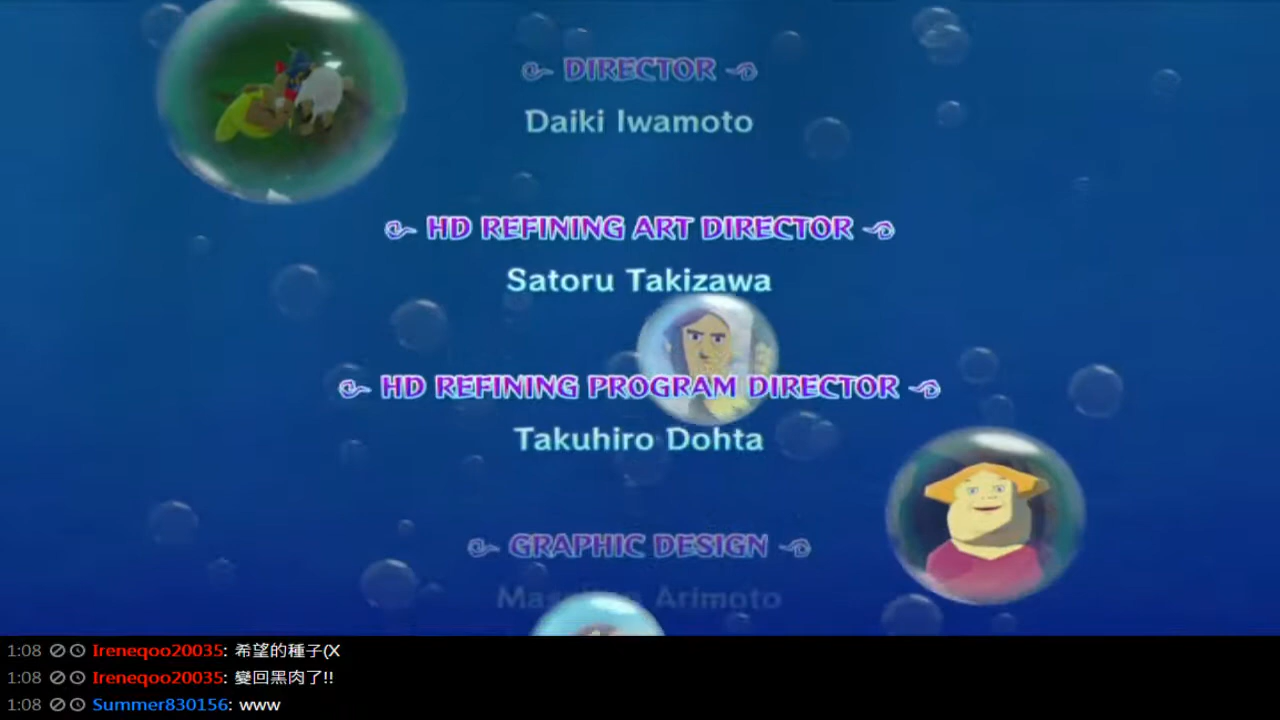 DIRECTOR
Daiki Iwamoto
HD REFINING ART DIRECTOR
Satoru Takizawa
HD REFINING PROGRAM DIRECTOR
Takuhiro Dohta
GRAPHIC DESIGN
Arimoto
1:08 Ireneqoo20035: 希望的種子(X
1:08 Ireneqoo20035: 變回黑肉了!!
1:08 Summer830156: www